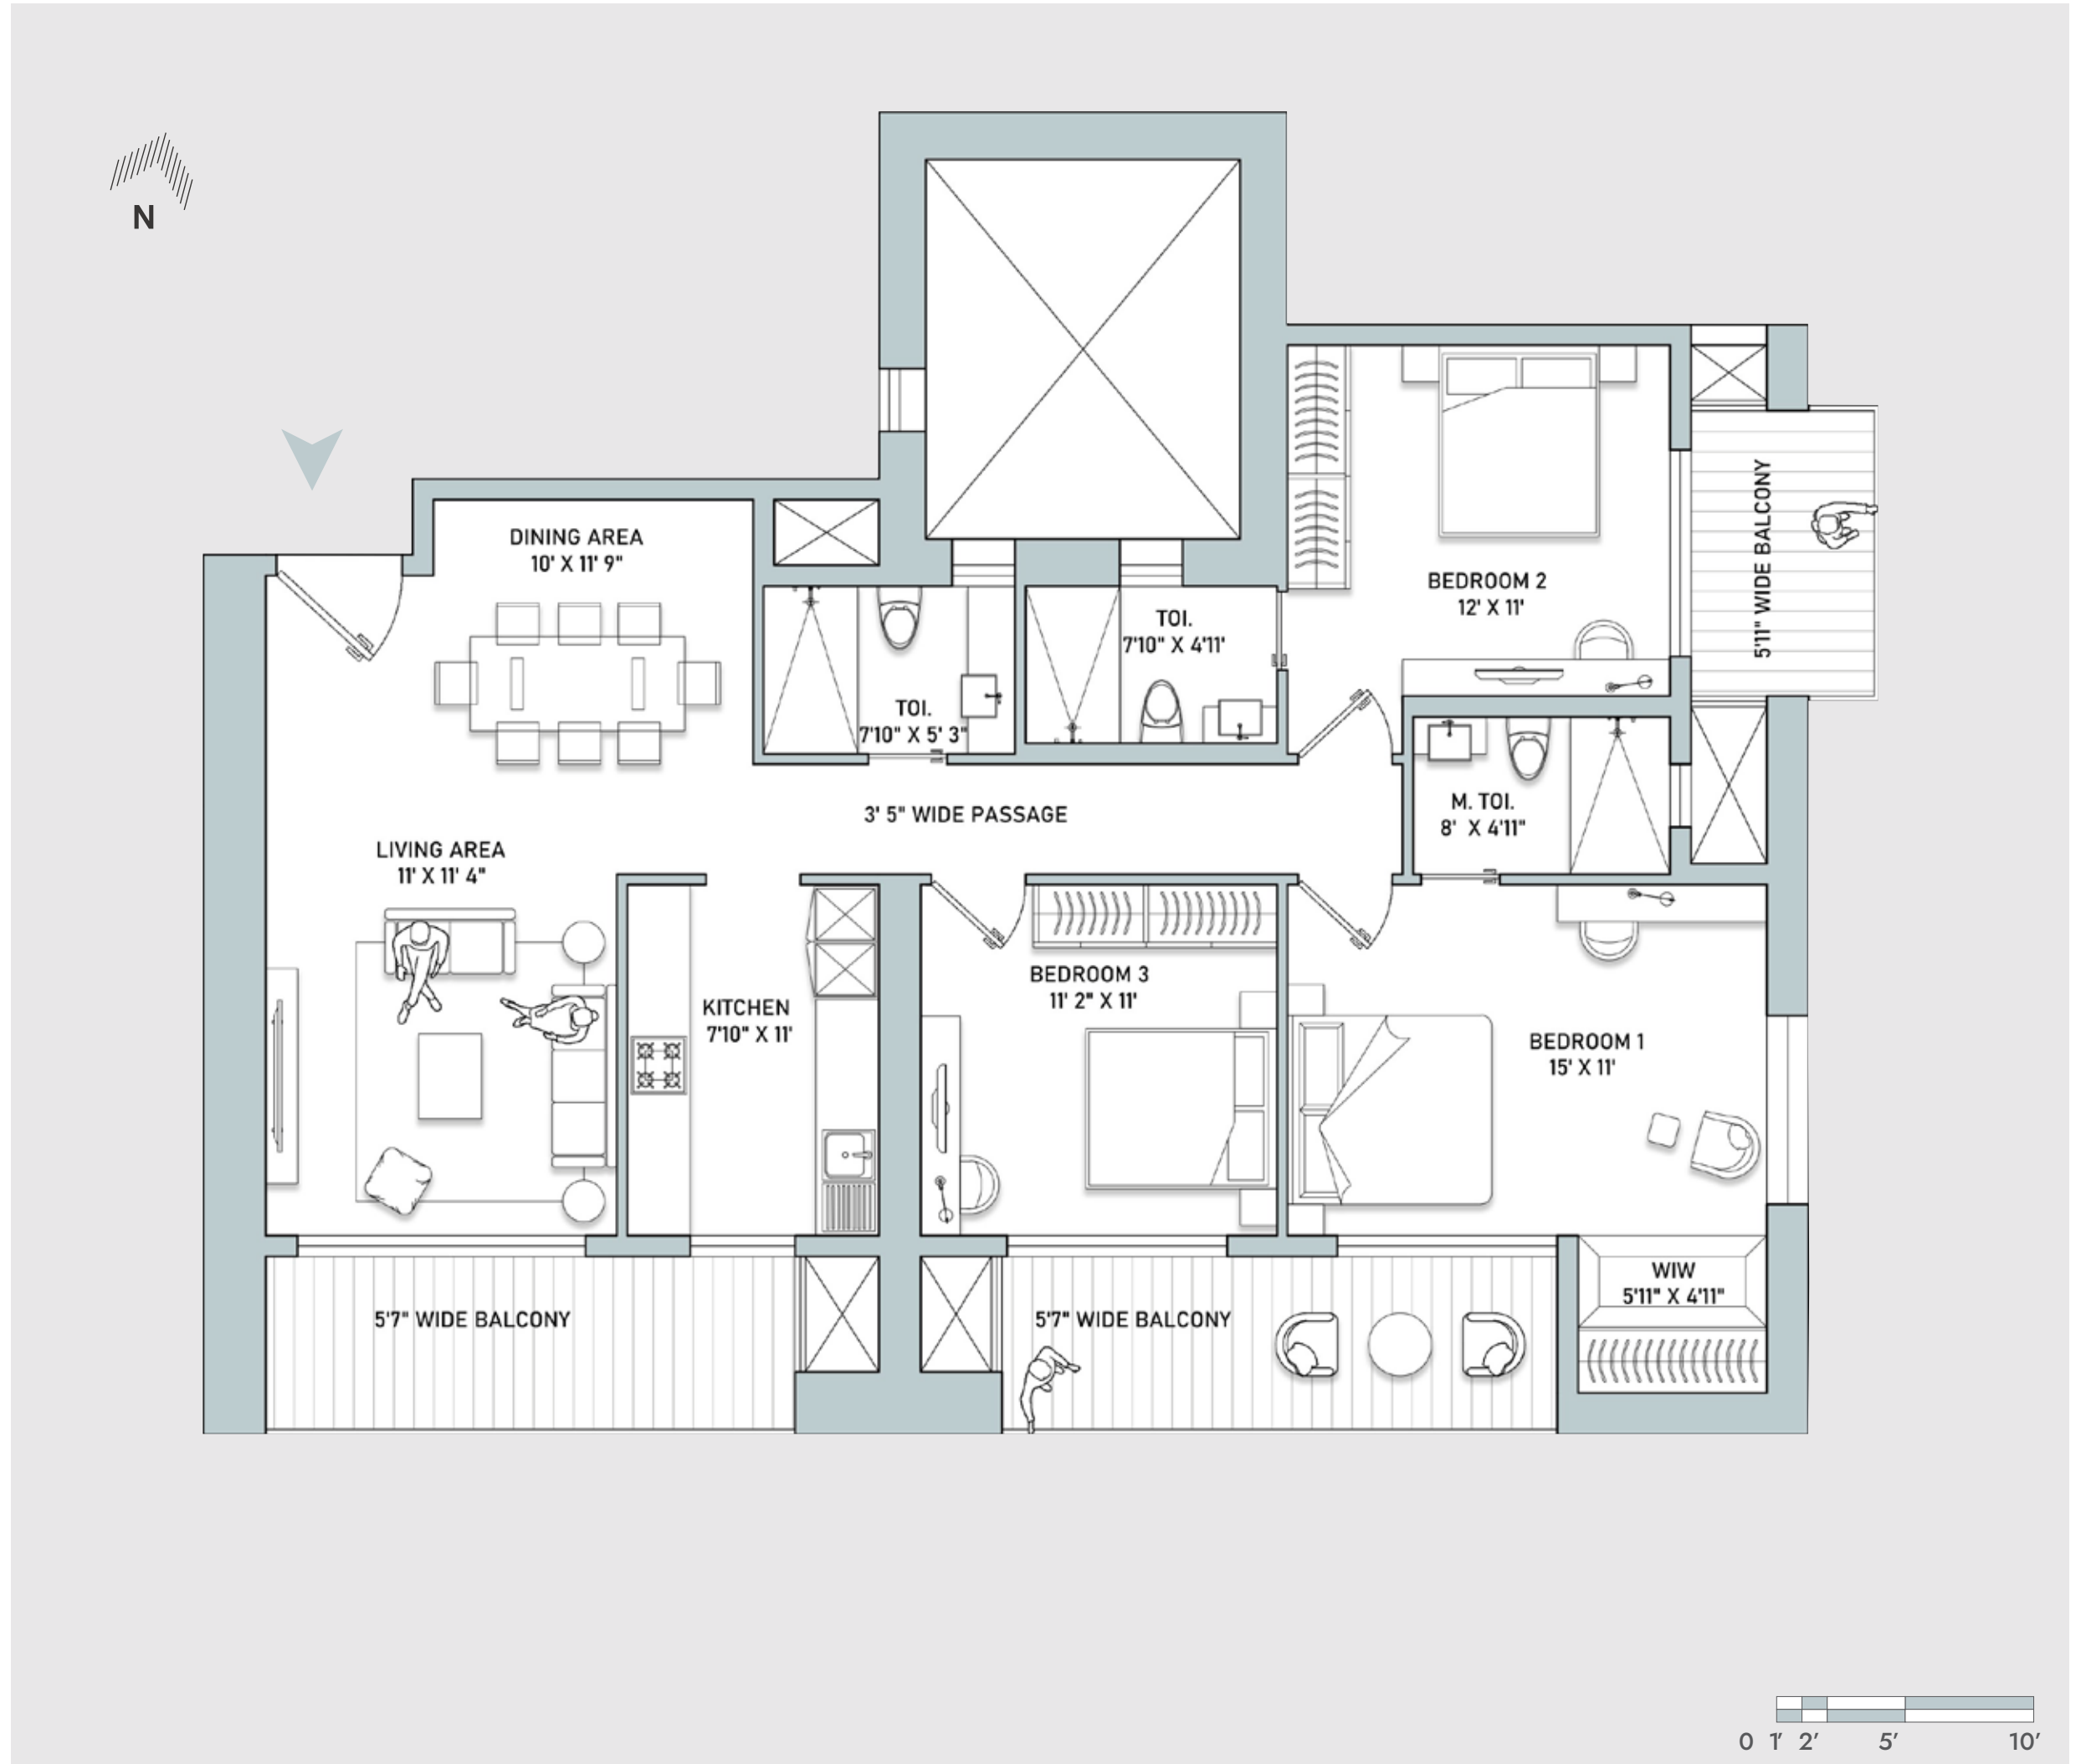 N
DINING AREA
10' X 11' 9"
BEDROOM 2
12' X 11'
5'11" WIDE BALCONY
TOI.
7'10" X 4'11'
TOI.
7'10" X 5' 3"
M. TOI.
8' X 4'11"
3' 5" WIDE PASSAGE
LIVING AREA
11' X 11' 4"
KITCHEN
7'10" X 11'
BEDROOM 3
11' 2" X 11'
BEDROOM 1
15' X 11'
WIW
5'11" X 4'11"
5'7" WIDE BALCONY
5'7" WIDE BALCONY
0 1' 2' 5' 10'